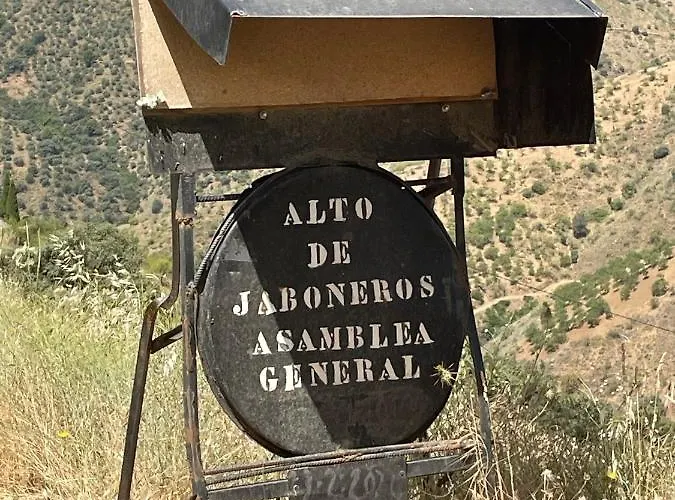 ALTO
DE
JABONEROS
ASAMBLEA
GENERAL